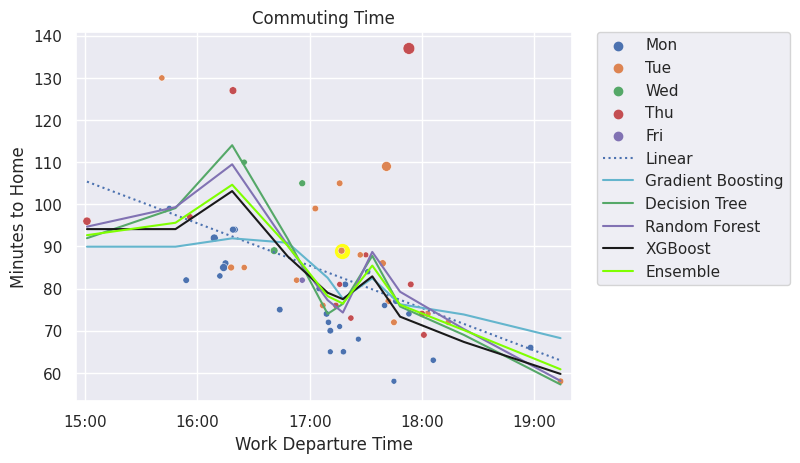 Commuting Time
140
130
120
110
100
90
80
70
60
Minutes to Home
15:00
16:00
17:00
18:00
19:00
Work Departure Time
Mon
Tue
Wed
Thu
Fri
Linear
Gradient Boosting
Decision Tree
Random Forest
XGBoost
Ensemble